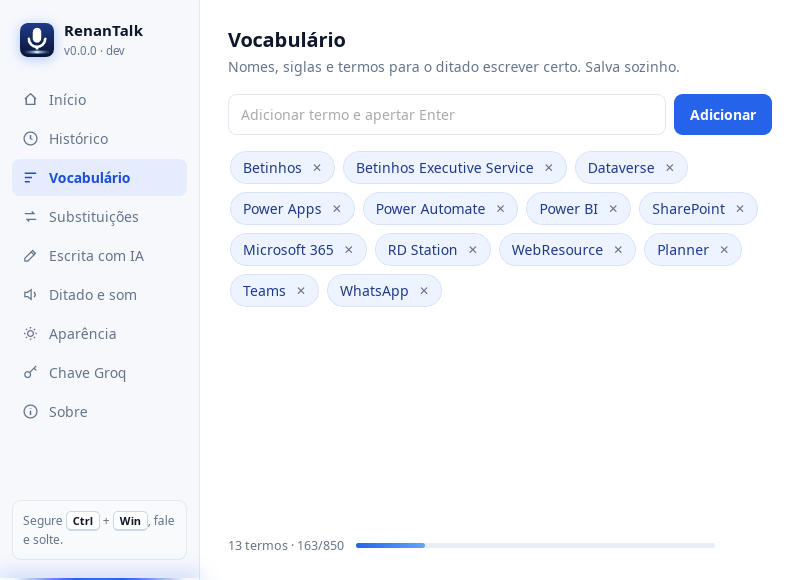 RenanTalk
v0.0.0 · dev
Início
Histórico
Vocabulário
Substituições
Escrita com IA
Ditado e som
Aparência
Chave Groq
Sobre
Segure Ctrl + Win, fale
e solte.
Vocabulário
Nomes, siglas e termos para o ditado escrever certo. Salva sozinho.
Adicionar termo e apertar Enter Adicionar
Betinhos × Betinhos Executive Service × Dataverse ×
Power Apps × Power Automate × Power BI × SharePoint ×
Microsoft 365 × RD Station × WebResource × Planner ×
Teams × WhatsApp ×
13 termos · 163/850